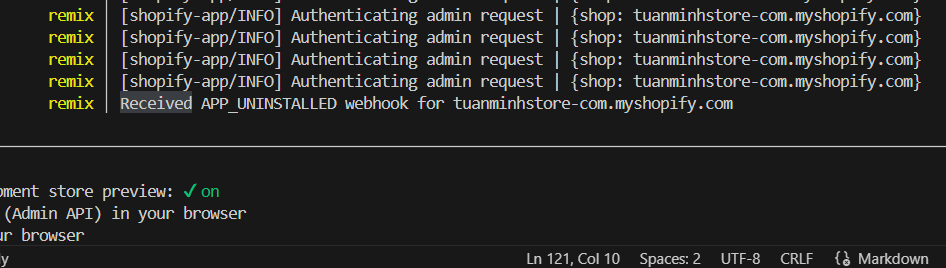 remix | [shopify-app/INFO] Authenticating admin request | {shop: tuanminhstore-com.myshopify.com}
remix | [shopify-app/INFO] Authenticating admin request | {shop: tuanminhstore-com.myshopify.com}
remix | [shopify-app/INFO] Authenticating admin request | {shop: tuanminhstore-com.myshopify.com}
remix | [shopify-app/INFO] Authenticating admin request | {shop: tuanminhstore-com.myshopify.com}
remix | Received APP_UNINSTALLED webhook for tuanminhstore-com.myshopify.com
store preview: ✓ on
(Admin API) in your browser
browser
Ln 121, Col 10 Spaces: 2 UTF-8 CRLF Markdown